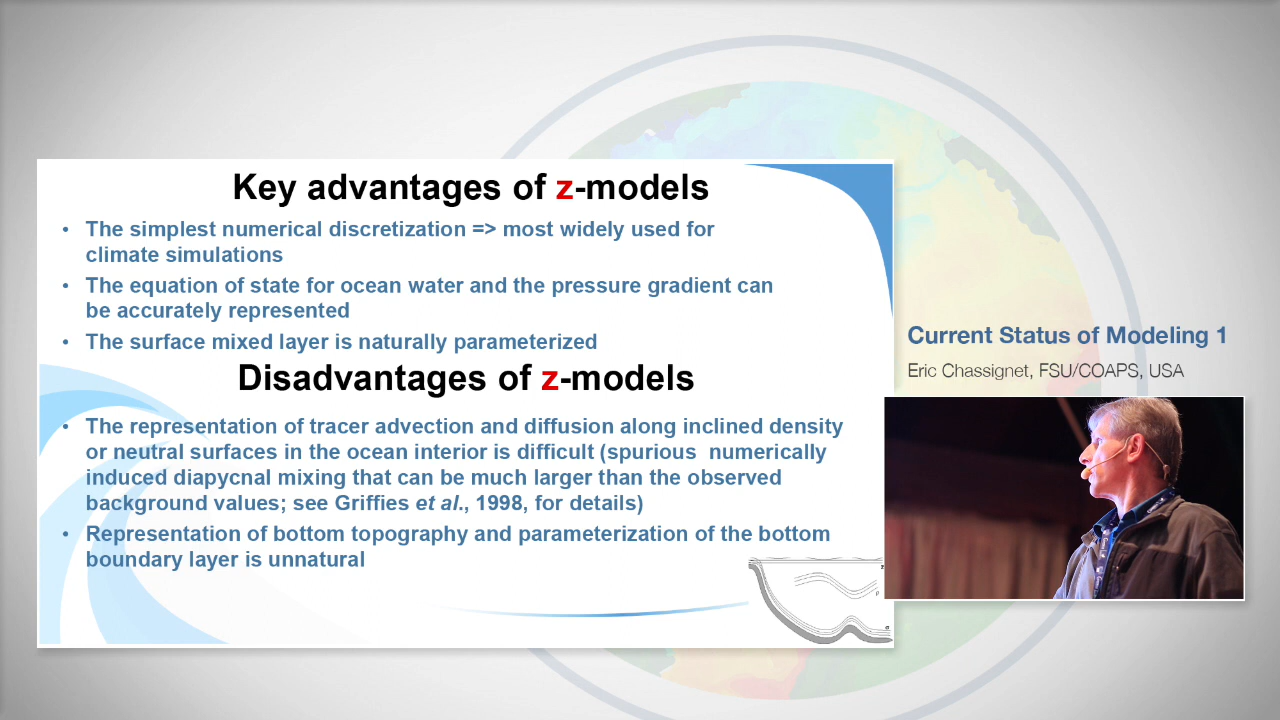 Key advantages of z-models
• The simplest numerical discretization => most widely used for
climate simulations
• The equation of state for ocean water and the pressure gradient can
be accurately represented
• The surface mixed layer is naturally parameterized
Disadvantages of z-models
• The representation of tracer advection and diffusion along inclined density
or neutral surfaces in the ocean interior is difficult (spurious numerically
induced diapycnal mixing that can be much larger than the observed
background values; see Griffies et al., 1998, for details)
• Representation of bottom topography and parameterization of the bottom
boundary layer is unnatural
Current Status of Modeling 1
Eric Chassignet, FSU/COAPS, USA